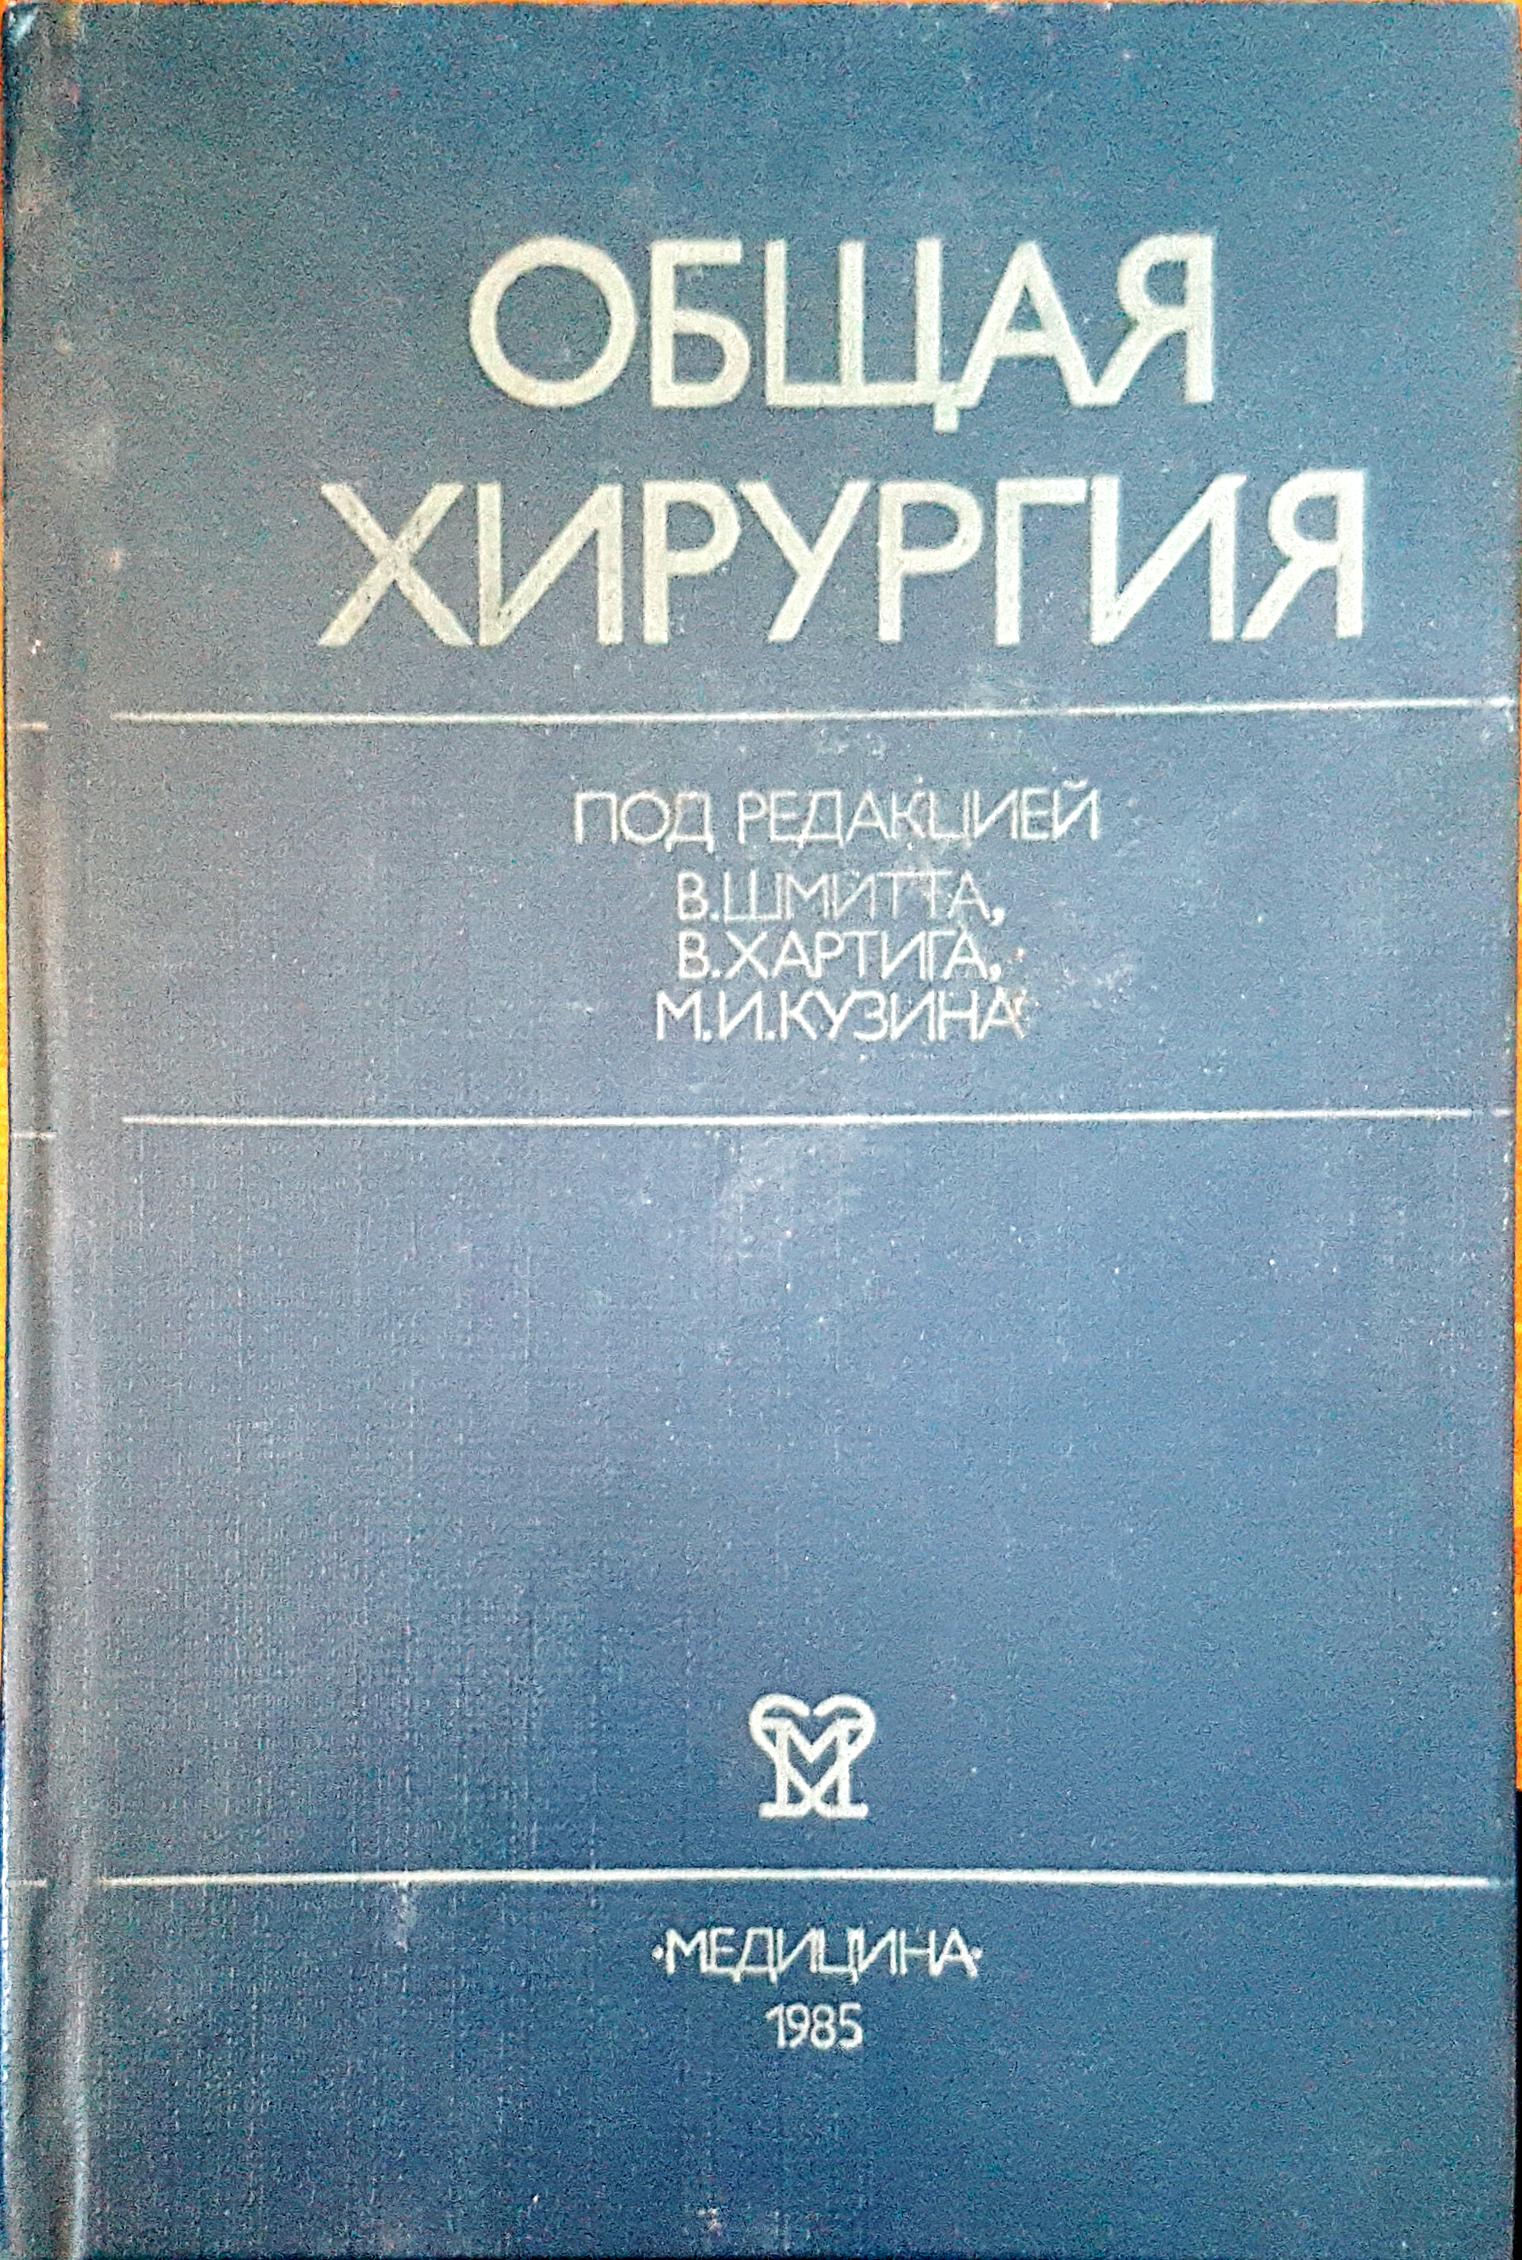 ОБЩАЯ
ХИРУРГИЯ
ПОД РЕДАКЦИЕЙ
В.ШМИТТА,
В.ХАРТИГА,
М.И.КУЗИНА
М
·МЕДИЦИНА·
1985